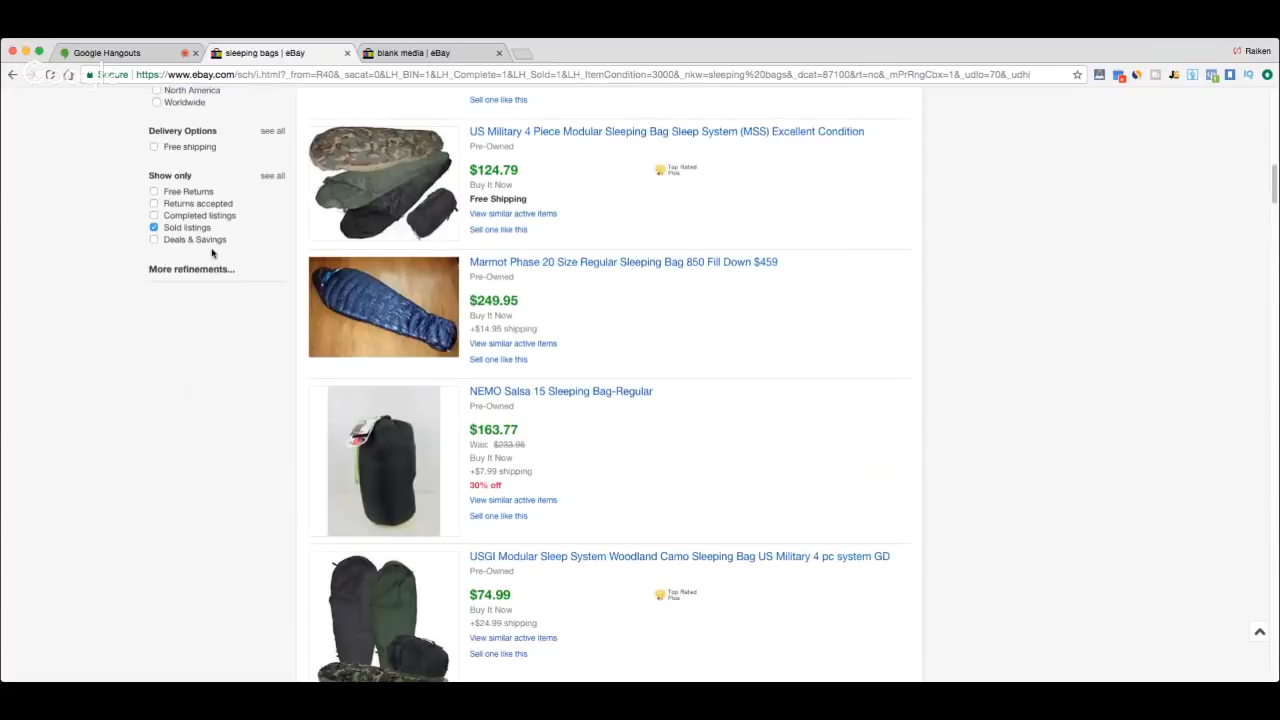 Google Hangouts
sleeping bags | eBay
blank media | eBay
Raiken
Secure
https://www.ebay.com/sch/i.html?_from=R40&_sacat=0&LH_BIN=1&LH_Complete=1&LH_Sold=1&LH_ItemCondition=3000&_nkw=sleeping%20bags&_dcat=87100&rt=nc&_mPrRngCbx=1&_udlo=70&_udhi
North America
Worldwide
Delivery Options see all
Free shipping
Show only see all
Free Returns
Returns accepted
Completed listings
Sold listings
Deals & Savings
More refinements...
Sell one like this
US Military 4 Piece Modular Sleeping Bag Sleep System (MSS) Excellent Condition
Pre-Owned
$124.79
Top Rated
Plus
Buy It Now
Free Shipping
View similar active items
Sell one like this
Marmot Phase 20 Size Regular Sleeping Bag 850 Fill Down $459
Pre-Owned
$249.95
Buy It Now
+$14.95 shipping
View similar active items
Sell one like this
NEMO Salsa 15 Sleeping Bag-Regular
Pre-Owned
$163.77
Was: $233.96
Buy It Now
+$7.99 shipping
30% off
View similar active items
Sell one like this
USGI Modular Sleep System Woodland Camo Sleeping Bag US Military 4 pc system GD
Pre-Owned
$74.99
Top Rated
Plus
Buy It Now
+$24.99 shipping
View similar active items
Sell one like this